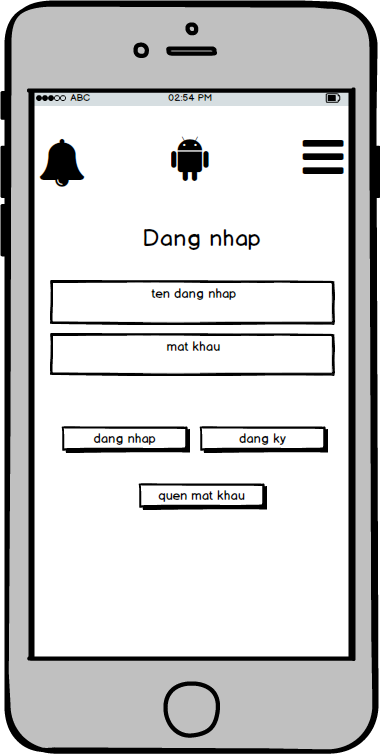 ABC 02:54 PM
Dang nhap
ten dang nhap
mat khau
dang nhap dang ky
quen mat khau